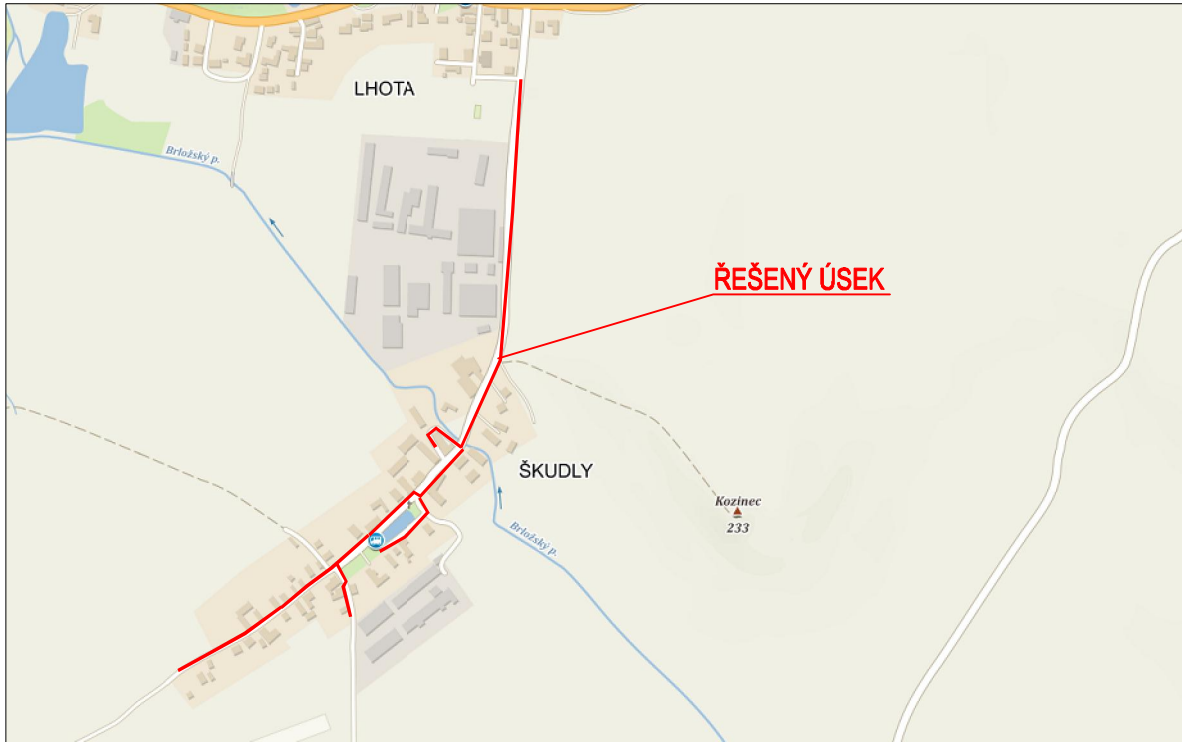 LHOTA
Brložský p.
ŘEŠENÝ ÚSEK
ŠKUDLY
Kozinec
233
Brložský p.